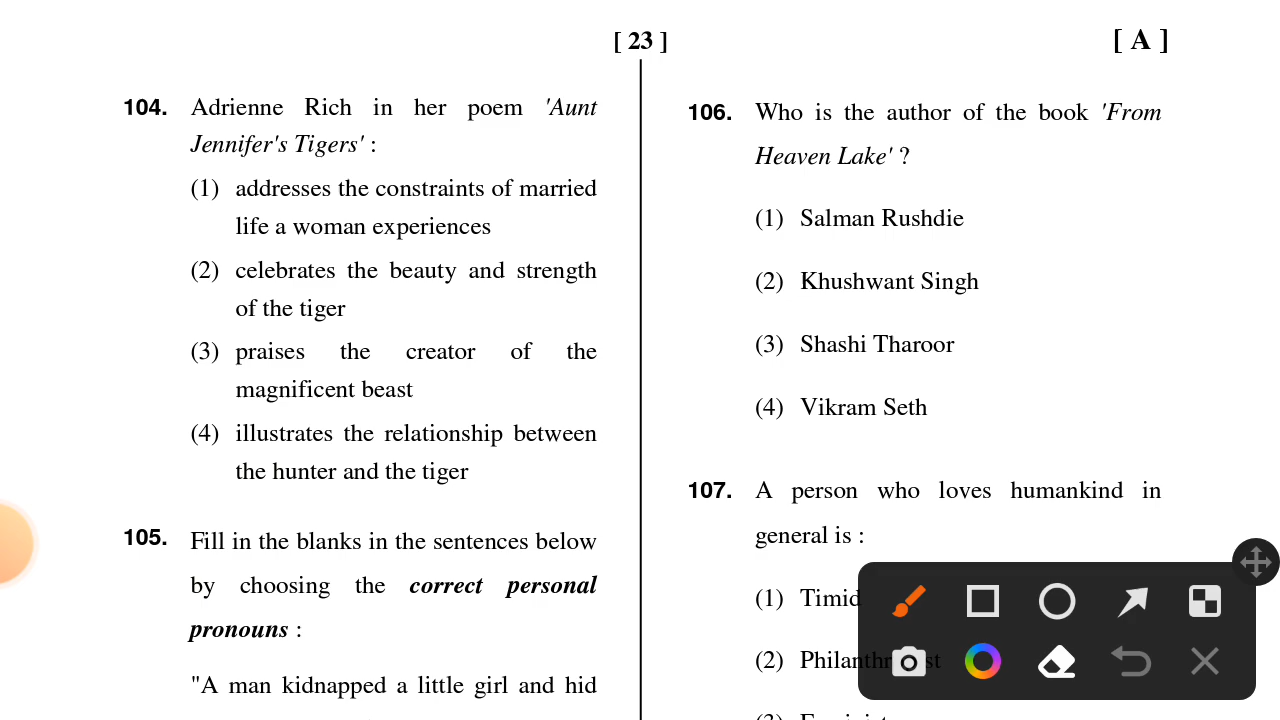 [ 23 ]
[ A ]
104. Adrienne Rich in her poem 'Aunt
Jennifer's Tigers' :
(1) addresses the constraints of married
life a woman experiences
(2) celebrates the beauty and strength
of the tiger
(3) praises the creator of the
magnificent beast
(4) illustrates the relationship between
the hunter and the tiger
105. Fill in the blanks in the sentences below
by choosing the correct personal
pronouns :
"A man kidnapped a little girl and hid
106. Who is the author of the book 'From
Heaven Lake' ?
(1) Salman Rushdie
(2) Khushwant Singh
(3) Shashi Tharoor
(4) Vikram Seth
107. A person who loves humankind in
general is :
(1) Timid
(2) Philanthropist
(3)